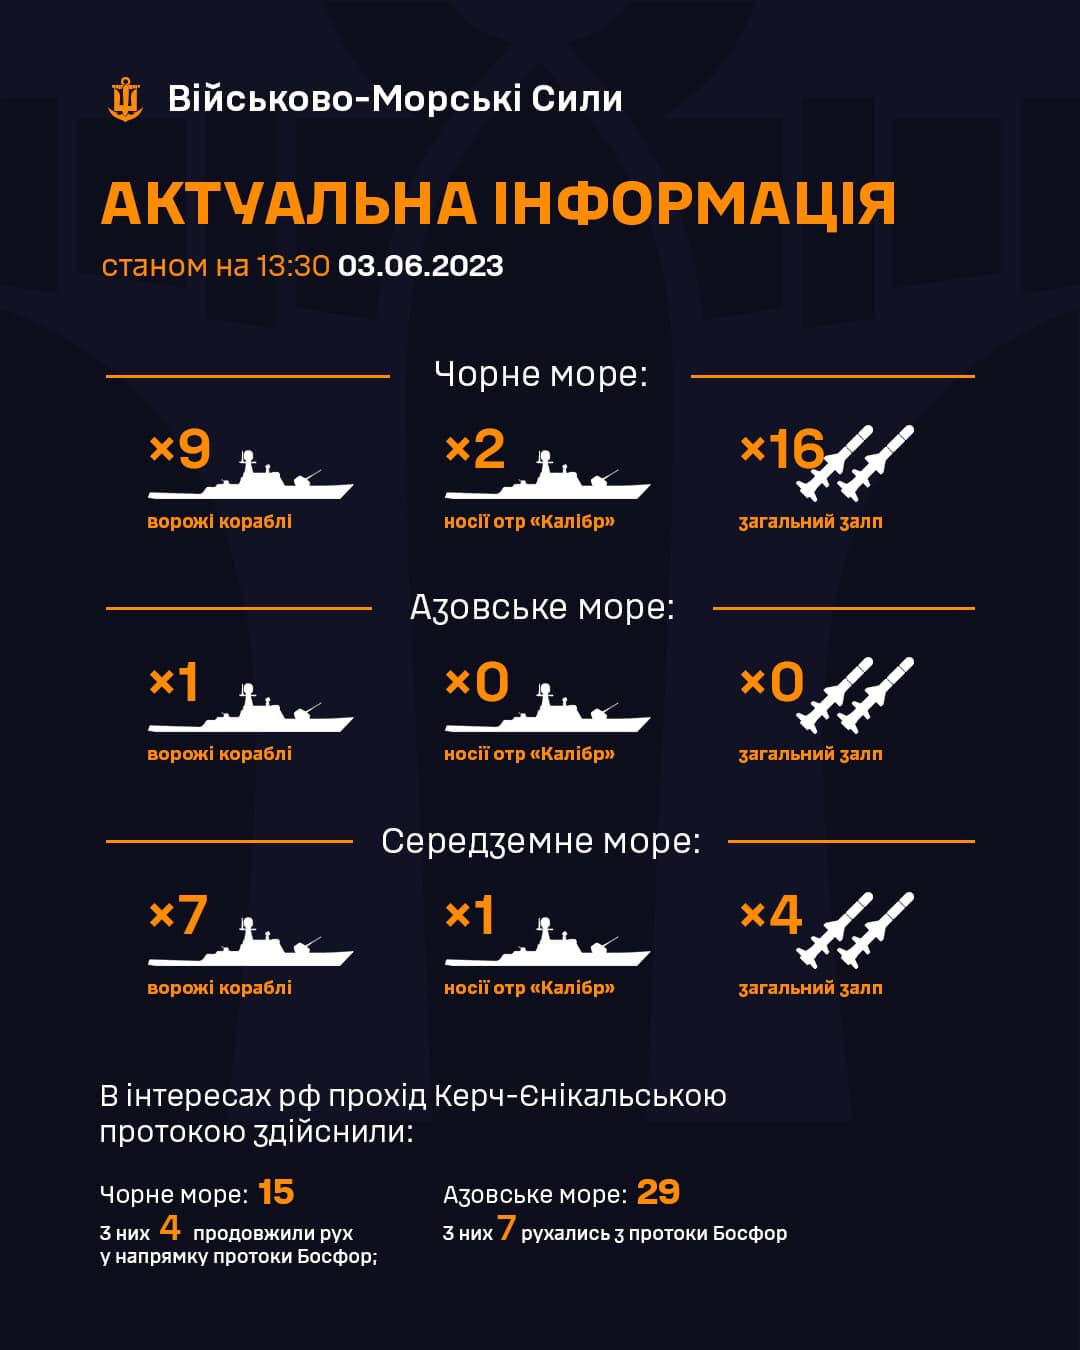 Військово-Морські Сили
АКТУАЛЬНА ІНФОРМАЦІЯ
станом на 13:30 03.06.2023
Чорне море:
×9 ×2 ×16
ворожі кораблі носії отр «Калібр» загальний залп
Азовське море:
×1 ×0 ×0
ворожі кораблі носії отр «Калібр» загальний залп
Середземне море:
×7 ×1 ×4
ворожі кораблі носії отр «Калібр» загальний залп
В інтересах рф прохід Керч-Єнікальською
протокою здійснили:
Чорне море: 15
З них 4 продовжили рух
у напрямку протоки Босфор;
Азовське море: 29
З них 7 рухались з протоки Босфор